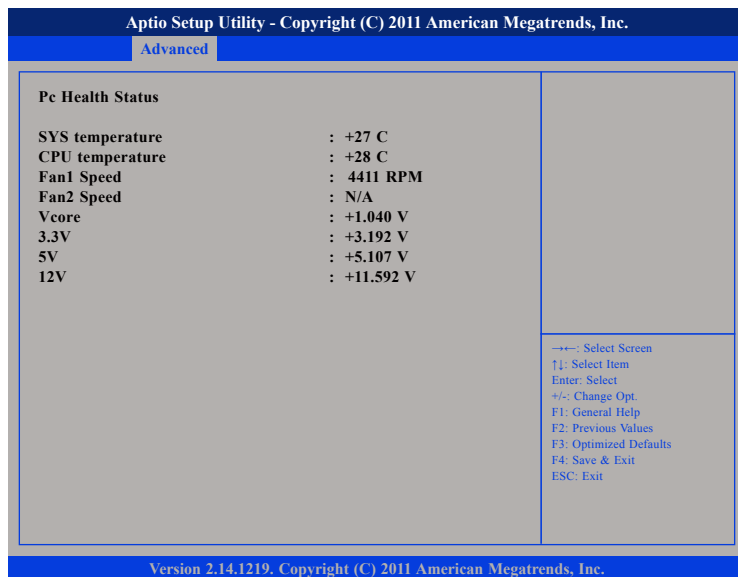 Aptio Setup Utility - Copyright (C) 2011 American Megatrends, Inc.
Advanced
Pc Health Status
SYS temperature : +27 C
CPU temperature : +28 C
Fan1 Speed : 4411 RPM
Fan2 Speed : N/A
Vcore : +1.040 V
3.3V : +3.192 V
5V : +5.107 V
12V : +11.592 V
→←: Select Screen
↑↓: Select Item
Enter: Select
+/-: Change Opt.
F1: General Help
F2: Previous Values
F3: Optimized Defaults
F4: Save & Exit
ESC: Exit
Version 2.14.1219. Copyright (C) 2011 American Megatrends, Inc.